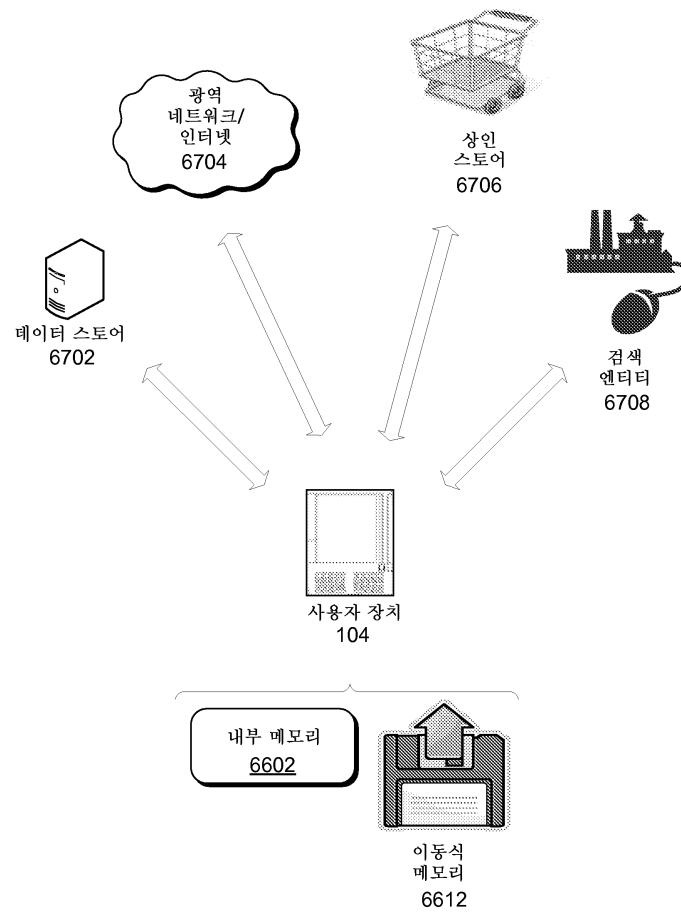 광역
네트워크/
인터넷
6704
상인
스토어
6706
데이터 스토어
6702
검색
엔티티
6708
사용자 장치
104
내부 메모리
6602
이동식
메모리
6612